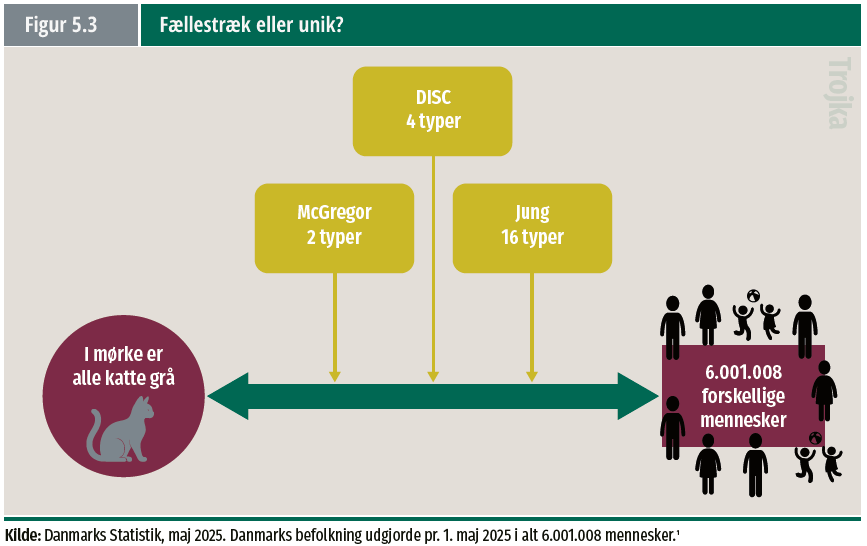 Figur 5.3
Fællestræk eller unik?
Trojka
DISC
4 typer
McGregor
2 typer
Jung
16 typer
I mørke er
alle katte grå
6.001.008
forskellige
mennesker
Kilde: Danmarks Statistik, maj 2025. Danmarks befolkning udgjorde pr. 1. maj 2025 i alt 6.001.008 mennesker.¹